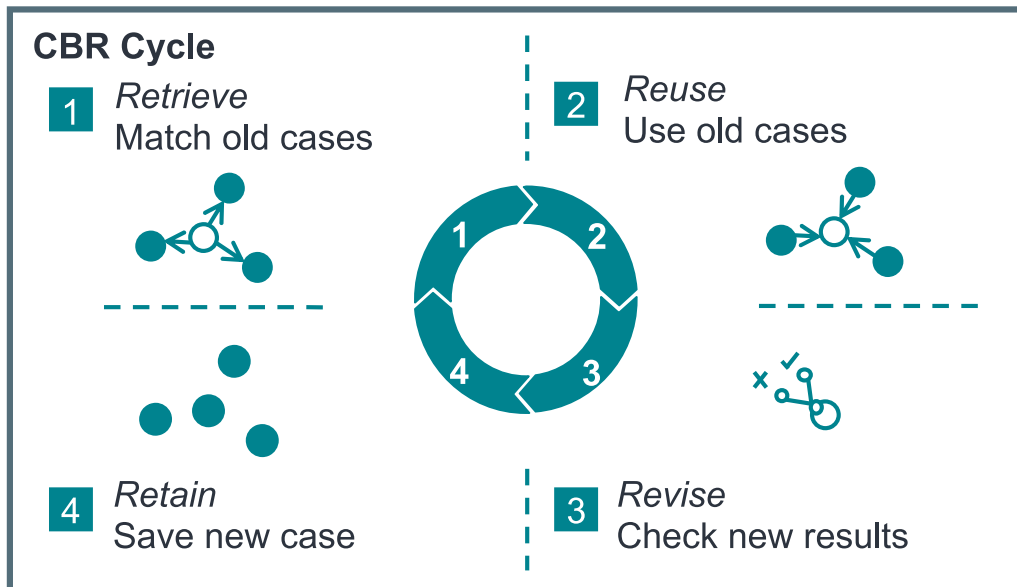 CBR Cycle
1
Retrieve
Match old cases
2
Reuse
Use old cases
1
2
4
3
4
Retain
Save new case
3
Revise
Check new results